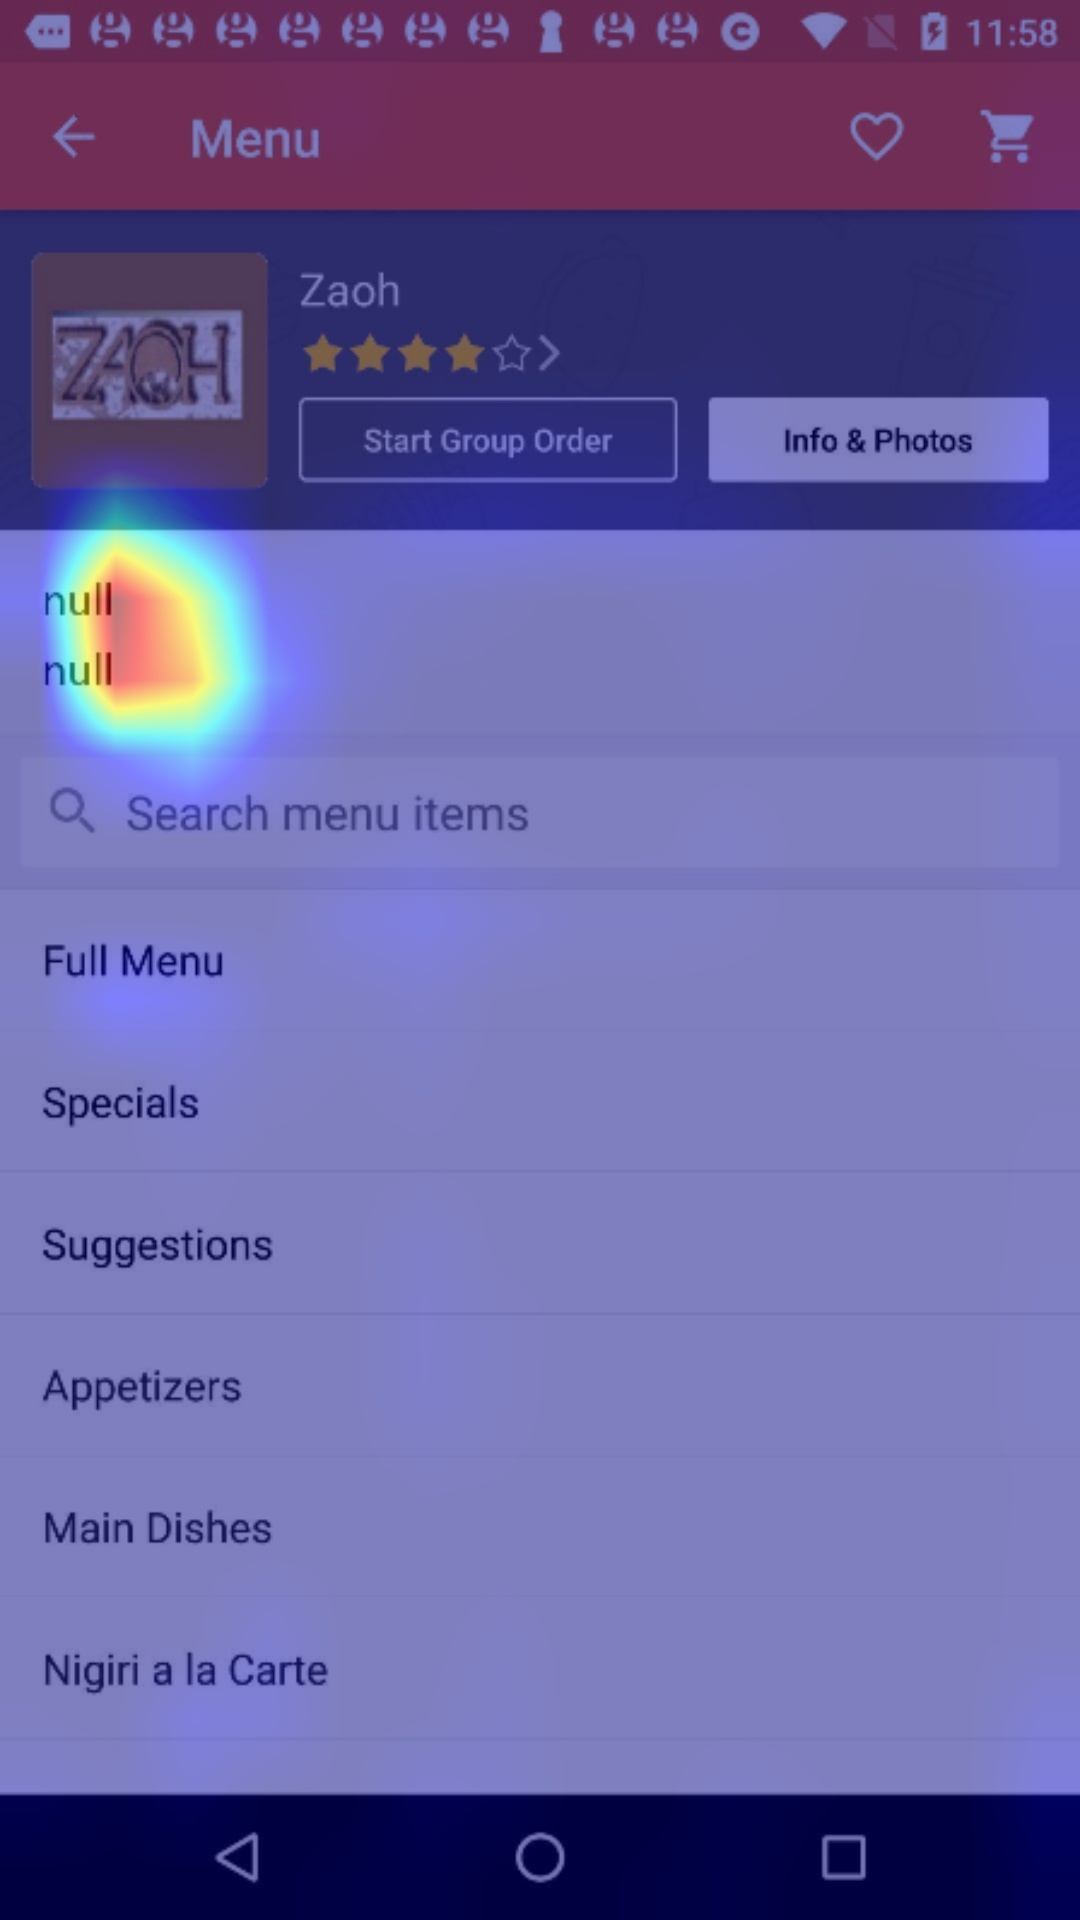 11:58
Menu
ZAOH
Zaoh
Start Group Order
Info & Photos
null
null
Search menu items
Full Menu
Specials
Suggestions
Appetizers
Main Dishes
Nigiri a la Carte